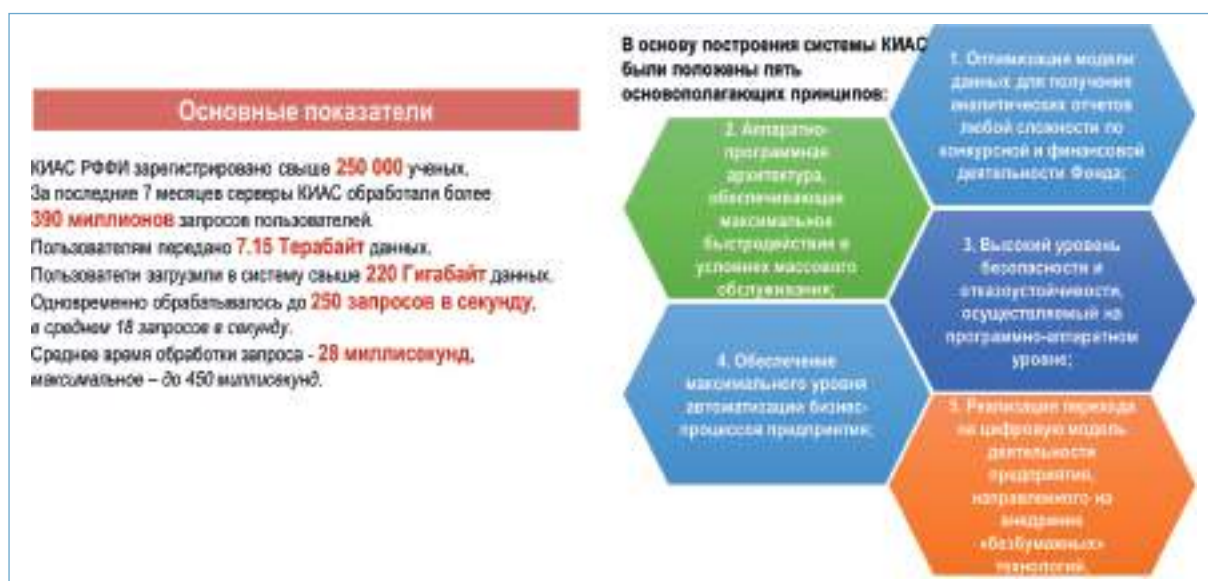 Основные показатели
КИАС РФФИ зарегистрировано свыше 250 000 ученых.
За последние 7 месяцев серверы КИАС обработали более
390 миллионов запросов пользователей.
Пользователям передано 7.15 Терабайт данных.
Пользователи загрузили в систему свыше 220 Гигабайт данных.
Одновременно обрабатывалось до 250 запросов в секунду,
в среднем 18 запросов в секунду.
Среднее время обработки запроса - 28 миллисекунд,
максимальное – до 450 миллисекунд.
В основу построения системы КИАС
были положены пять
основополагающих принципов:
1. Оптимизация модели
данных для получения
аналитических отчетов
любой сложности по
конкурсной и финансовой
деятельности Фонда;
2. Аппаратно-
программная
архитектура,
обеспечивающая
максимальное
быстродействие в
условиях массового
обслуживания;
3. Высокий уровень
безопасности и
отказоустойчивости,
осуществляемый на
программно-аппаратном
уровне;
4. Обеспечение
максимального уровня
автоматизации бизнес-
процессов предприятия;
5. Реализация перехода
на цифровую модель
деятельности
предприятия,
направленного на
внедрение
«безбумажных»
технологий.